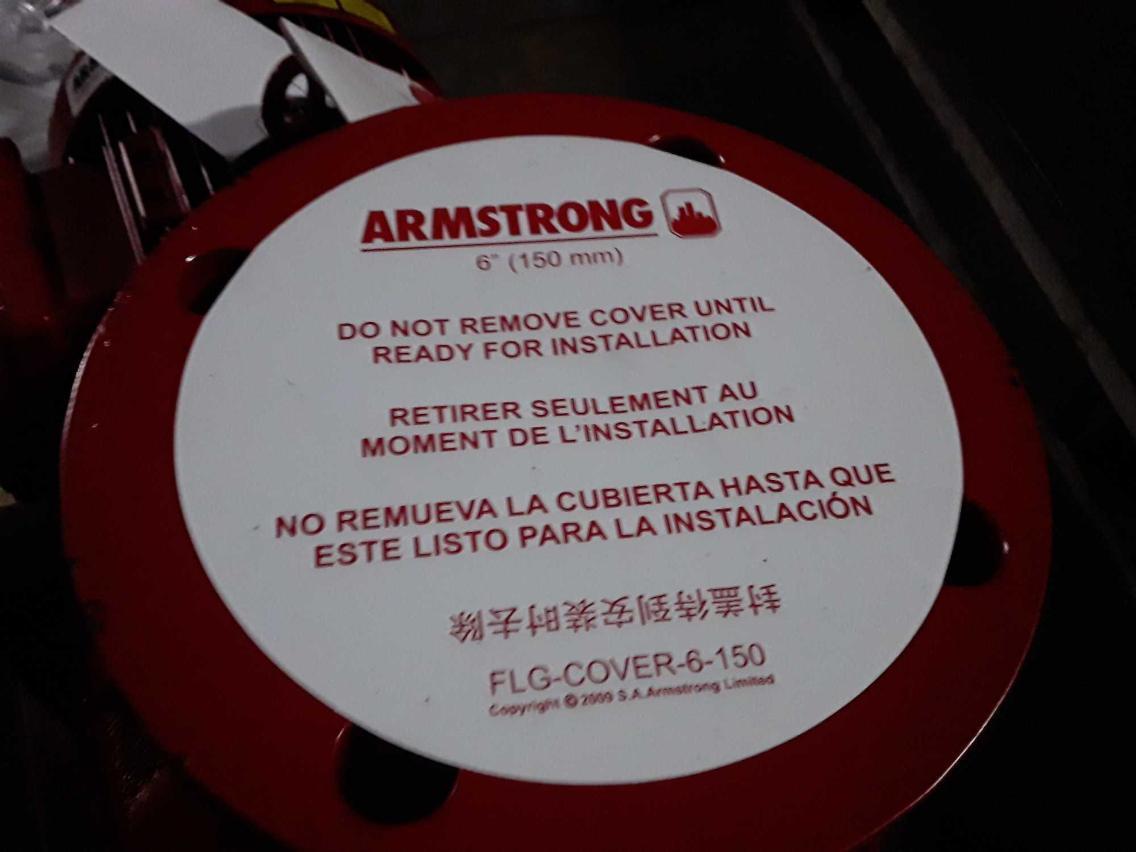 ARMSTRONG
6" (150 mm)
DO NOT REMOVE COVER UNTIL
READY FOR INSTALLATION
RETIRER SEULEMENT AU
MOMENT DE L'INSTALLATION
NO REMUEVA LA CUBIERTA HASTA QUE
ESTE LISTO PARA LA INSTALACIÓN
封盖待到安装时去除
FLG-COVER-6-150
Copyright © 2009 S.A.Armstrong Limited